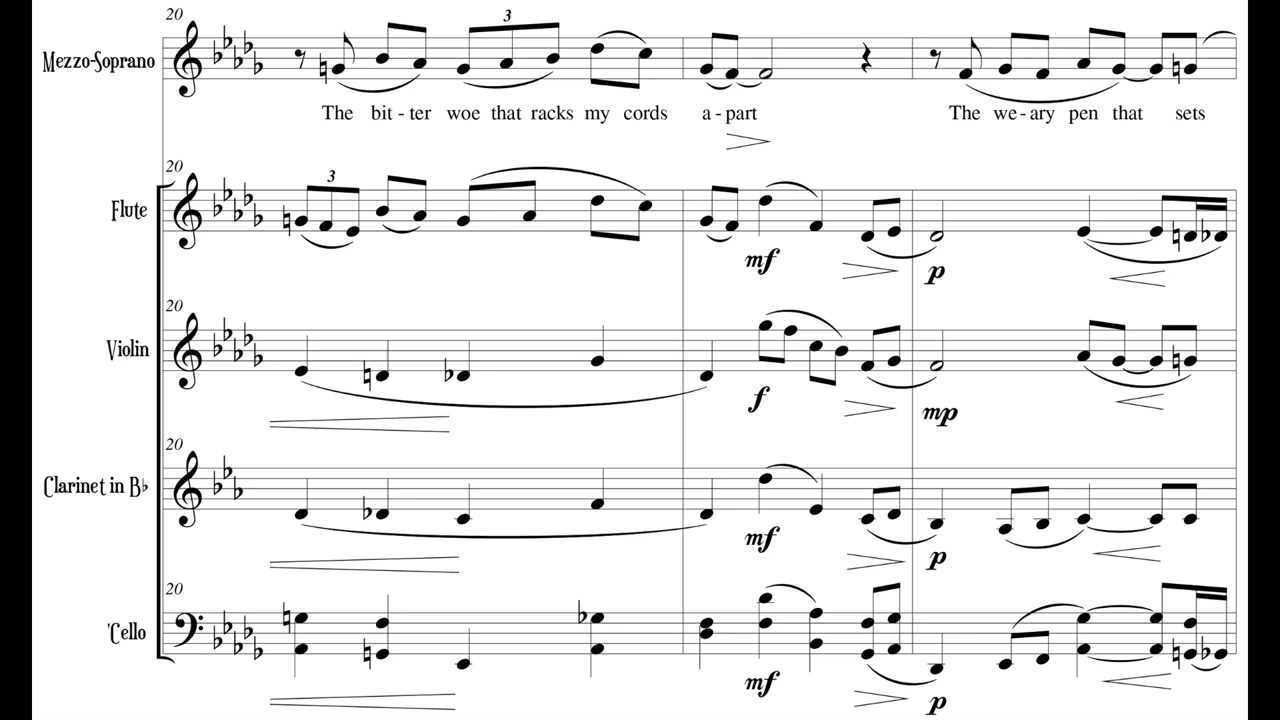 20
Mezzo-Soprano
3
The bit - ter woe that racks my cords a - part The we - ary pen that sets
20
Flute
3
mf
p
20
Violin
f
mp
20
Clarinet in B♭
mf
p
20
'Cello
mf
p